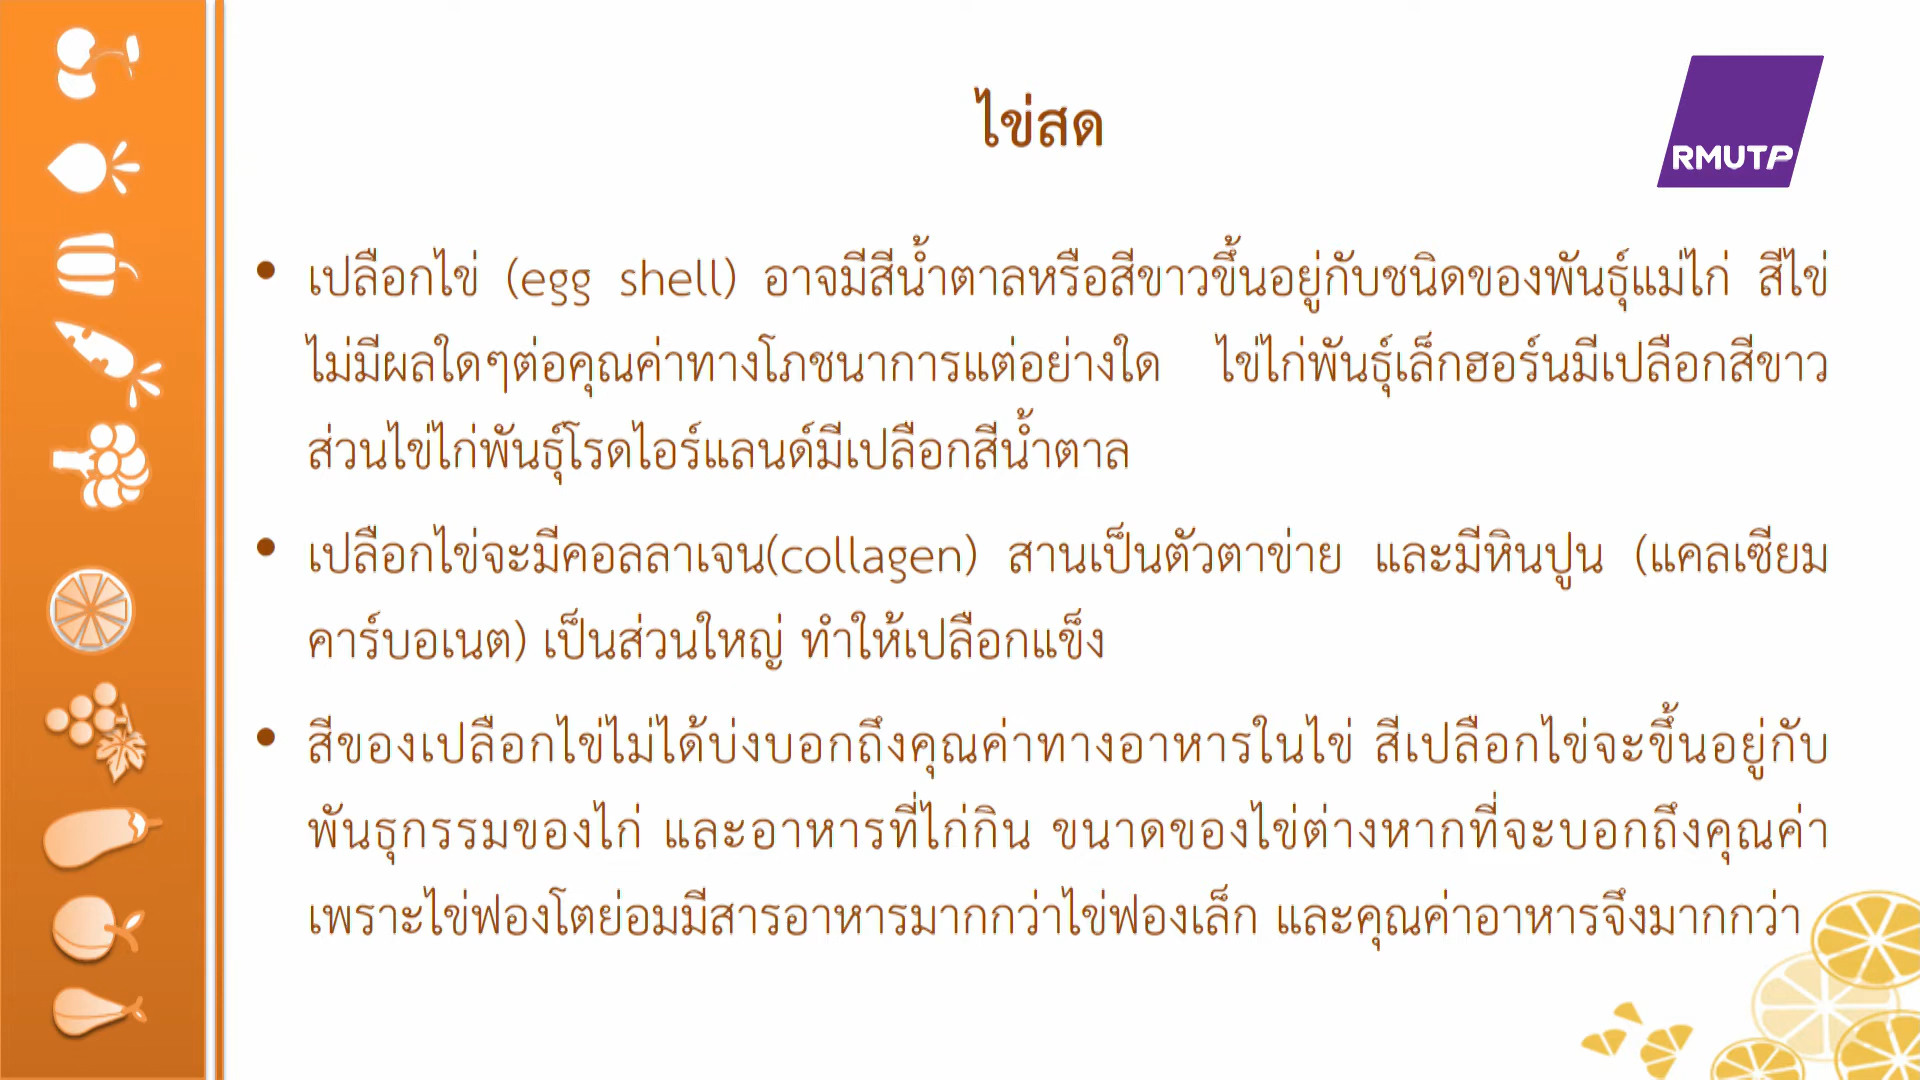 ไข่สด
RMUTP
• เปลือกไข่ (egg shell) อาจมีสีน้ำตาลหรือสีขาวขึ้นอยู่กับชนิดของพันธุ์แม่ไก่ สีไข่
ไม่มีผลใดๆต่อคุณค่าทางโภชนาการแต่อย่างใด ไข่ไก่พันธุ์เล็กฮอร์นมีเปลือกสีขาว
ส่วนไข่ไก่พันธุ์โรดไอร์แลนด์มีเปลือกสีน้ำตาล
• เปลือกไข่จะมีคอลลาเจน(collagen) สานเป็นตัวตาข่าย และมีหินปูน (แคลเซียม
คาร์บอเนต) เป็นส่วนใหญ่ ทำให้เปลือกแข็ง
• สีของเปลือกไข่ไม่ได้บ่งบอกถึงคุณค่าทางอาหารในไข่ สีเปลือกไข่จะขึ้นอยู่กับ
พันธุกรรมของไก่ และอาหารที่ไก่กิน ขนาดของไข่ต่างหากที่จะบอกถึงคุณค่า
เพราะไข่ฟองโตย่อมมีสารอาหารมากกว่าไข่ฟองเล็ก และคุณค่าอาหารจึงมากกว่า